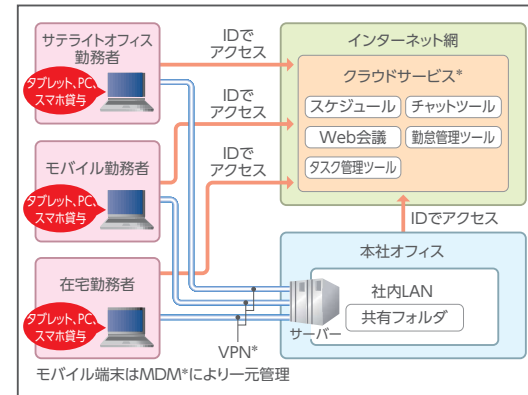 サテライトオフィス
勤務者
タブレット、PC、
スマホ貸与
モバイル勤務者
タブレット、PC、
スマホ貸与
在宅勤務者
タブレット、PC、
スマホ貸与
IDで
アクセス
IDで
アクセス
IDで
アクセス
インターネット網
クラウドサービス*
スケジュール
チャットツール
Web会議
勤怠管理ツール
タスク管理ツール
IDでアクセス
本社オフィス
社内LAN
共有フォルダ
サーバー
VPN*
モバイル端末はMDM*により一元管理